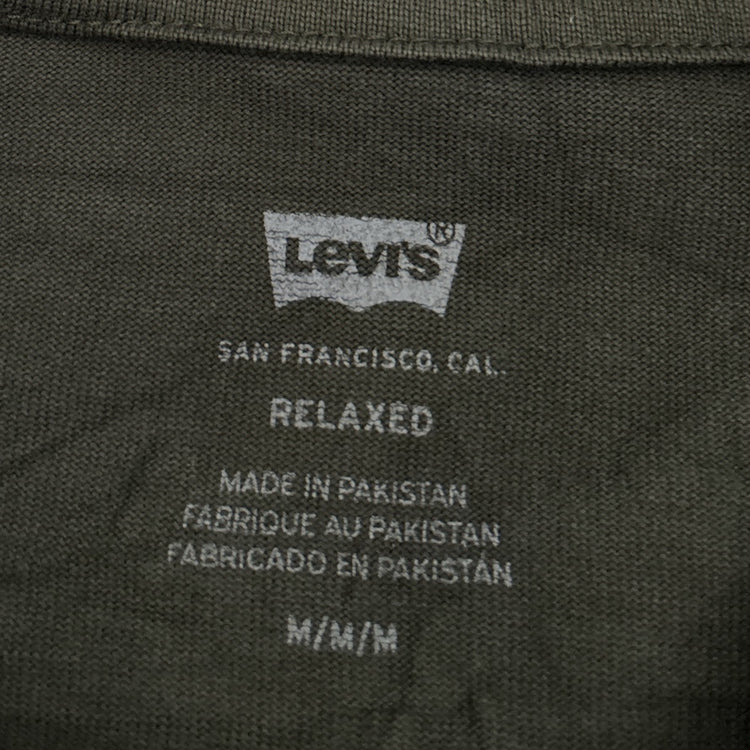 Levi's®
SAN FRANCISCO, CAL.
RELAXED
MADE IN PAKISTAN
FABRIQUE AU PAKISTAN
FABRICADO EN PAKISTÁN
M/M/M